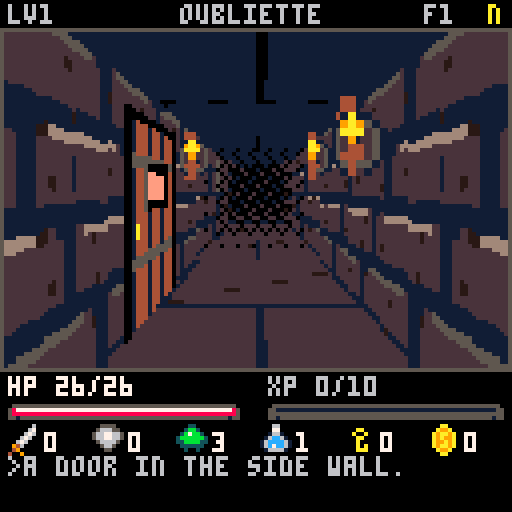 LV1 OUBLIETTE F1 N
HP 26/26 XP 0/10
0 0 3 1 0 0
>A DOOR IN THE SIDE WALL.